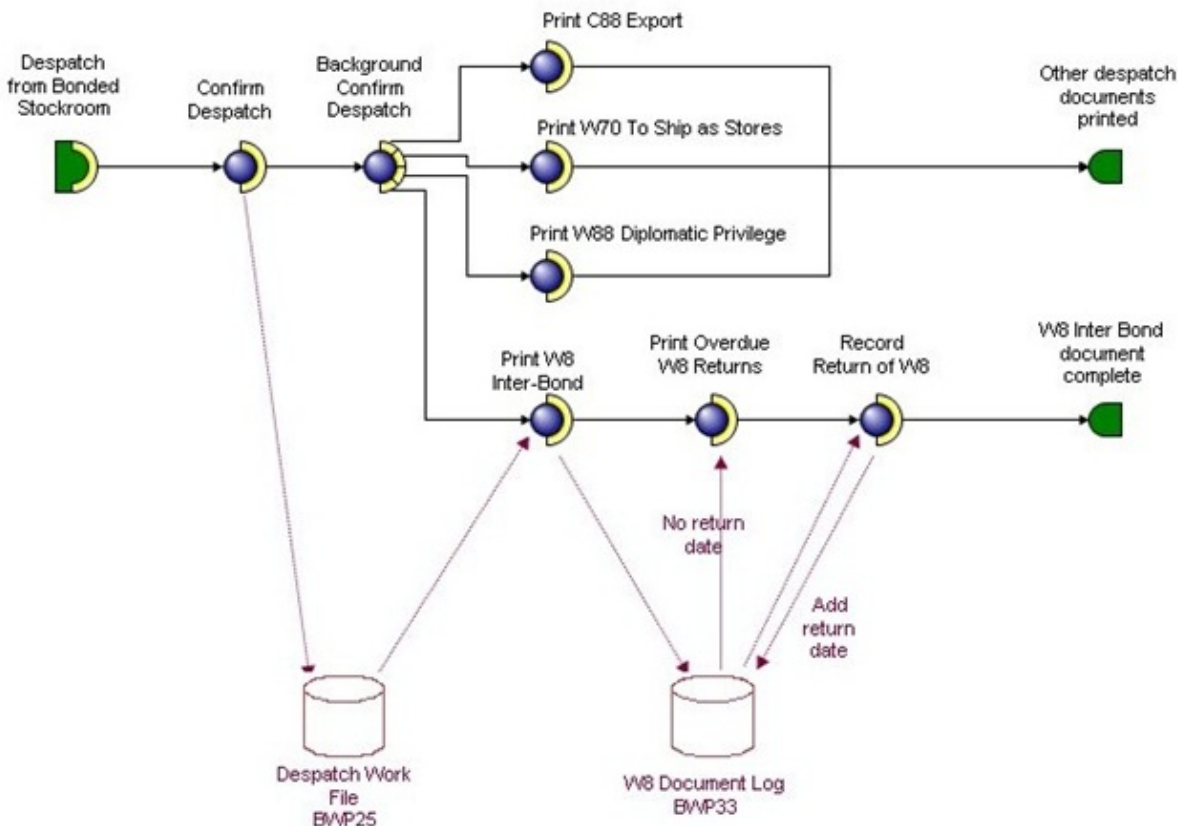 Print C88 Export
Despatch
from Bonded
Stockroom
Confirm
Despatch
Background
Confirm
Despatch
Other despatch
documents
printed
Print W70 To Ship as Stores
Print W88 Diplomatic Privilege
Print W8
Inter-Bond
Print Overdue
W8 Returns
Record
Return of W8
W8 Inter Bond
document
complete
No return
date
Add
return
date
Despatch Work
File
BWP25
W8 Document Log
BWP33